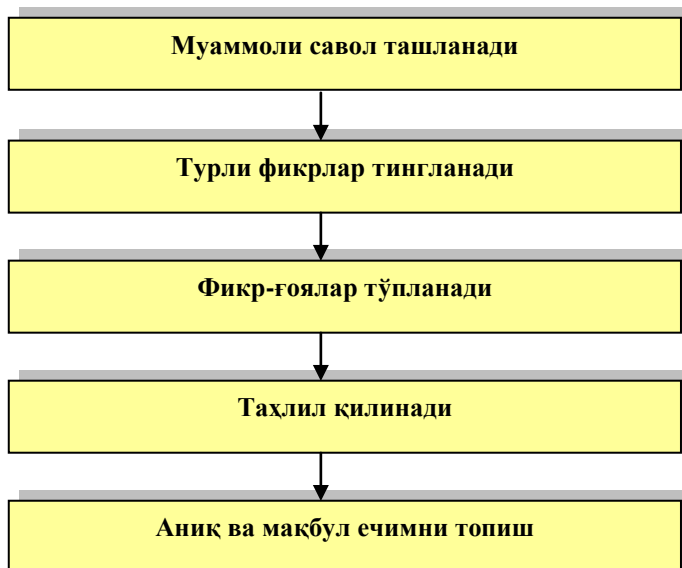 Муаммоли савол ташланади
Турли фикрлар тингланади
Фикр-ғоялар тўпланади
Таҳлил қилинади
Аниқ ва мақбул ечимни топиш